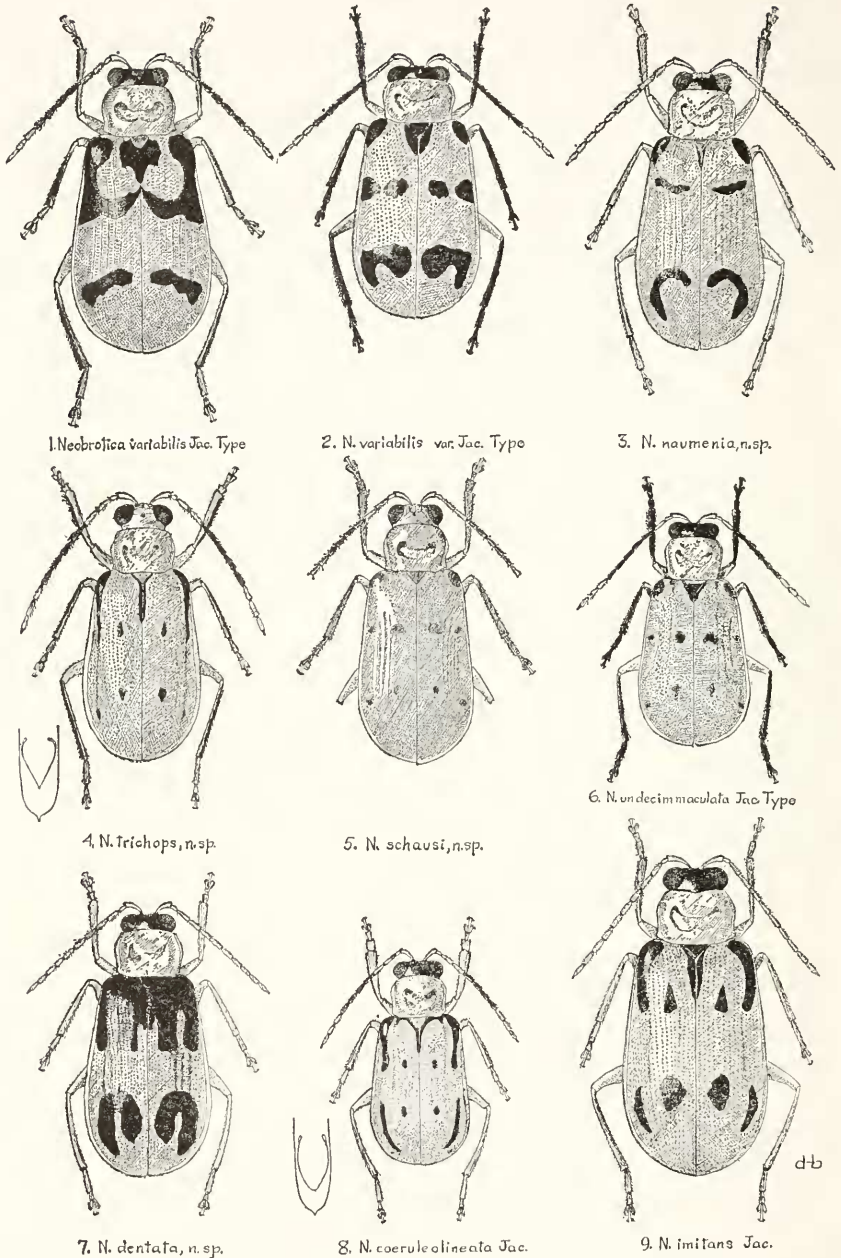 1. Neobrotica variabilis Jac. Type
2. N. variabilis var. Jac. Type
3. N. naumenia, n.sp.
4. N. trichops, n.sp.
5. N. schausi, n.sp.
6. N. undecimmaculata Jac. Type
7. N. dentata, n.sp.
8. N. coeruleolineata Jac.
9. N. imitans Jac.
d-b